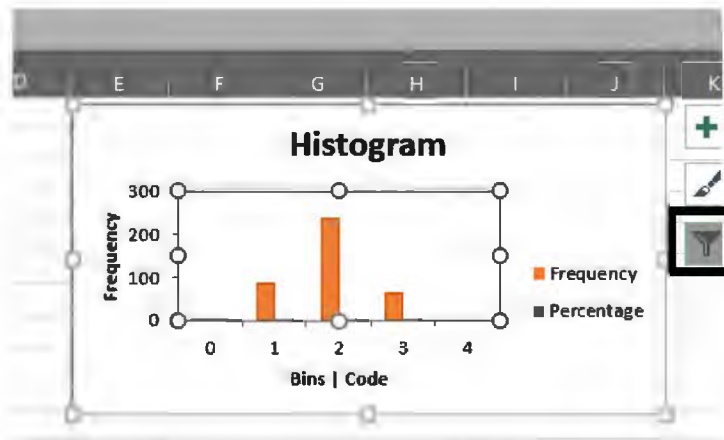 D E F G H I J K
Histogram
300
200
100
0
Frequency
0 1 2 3 4
Bins | Code
Frequency
Percentage